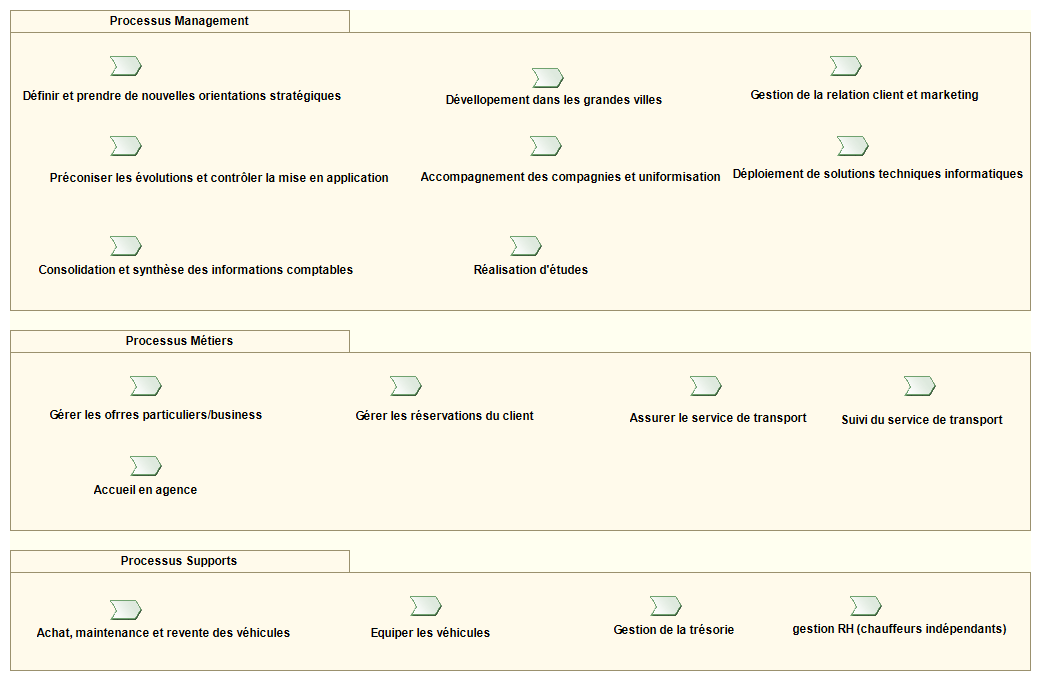 Processus Management
Définir et prendre de nouvelles orientations stratégiques
Dévellopement dans les grandes villes
Gestion de la relation client et marketing
Préconiser les évolutions et contrôler la mise en application
Accompagnement des compagnies et uniformisation
Déploiement de solutions techniques informatiques
Consolidation et synthèse des informations comptables
Réalisation d'études
Processus Métiers
Gérer les ofrres particuliers/business
Gérer les réservations du client
Assurer le service de transport
Suivi du service de transport
Accueil en agence
Processus Supports
Achat, maintenance et revente des véhicules
Equiper les véhicules
Gestion de la trésorie
gestion RH (chauffeurs indépendants)